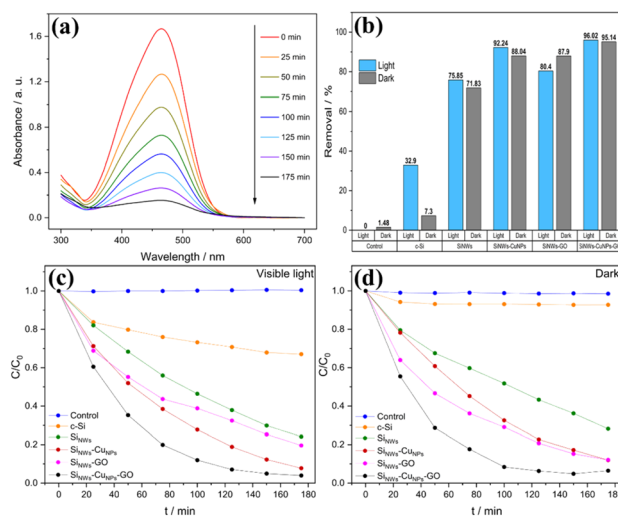 (a)
Absorbance / a. u.
1.6
1.2
0.8
0.4
0.0
300
400
500
600
700
Wavelength / nm
0 min
25 min
50 min
75 min
100 min
125 min
150 min
175 min
(b)
Removal / %
100
80
60
40
20
0
Light
Dark
0
1.48
32.9
7.3
75.85
71.83
92.24
88.04
80.4
87.9
96.02
95.14
Light Dark Light Dark Light Dark Light Dark Light Dark Light Dark
Control c-Si SiNWs SiNWs-CuNPs SiNWs-GO SiNWs-CuNPs-G
(c)
Visible light
C/C0
1.0
0.8
0.6
0.4
0.2
0.0
Control
c-Si
SiNWs
SiNWs-CuNPs
SiNWs-GO
SiNWs-CuNPs-GO
0 20 40 60 80 100 120 140 160 180
t / min
(d)
Dark
C/C0
1.0
0.8
0.6
0.4
0.2
0.0
Control
c-Si
SiNWs
SiNWs-CuNPs
SiNWs-GO
SiNWs-CuNPs-GO
0 20 40 60 80 100 120 140 160 180
t / min